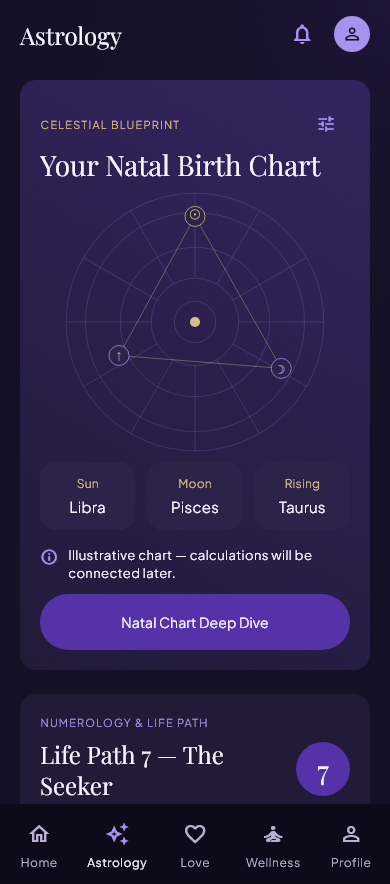 Astrology
CELESTIAL BLUEPRINT
Your Natal Birth Chart
Sun
Libra
Moon
Pisces
Rising
Taurus
Illustrative chart — calculations will be
connected later.
Natal Chart Deep Dive
NUMEROLOGY & LIFE PATH
Life Path 7 — The
Seeker
7
Home
Astrology
Love
Wellness
Profile